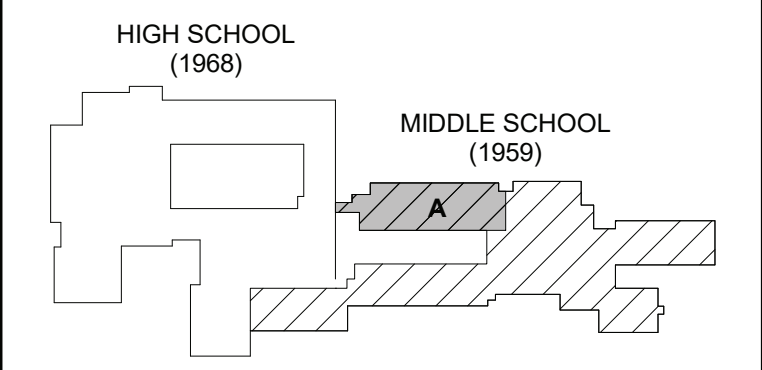 HIGH SCHOOL
(1968)
MIDDLE SCHOOL
(1959)
A